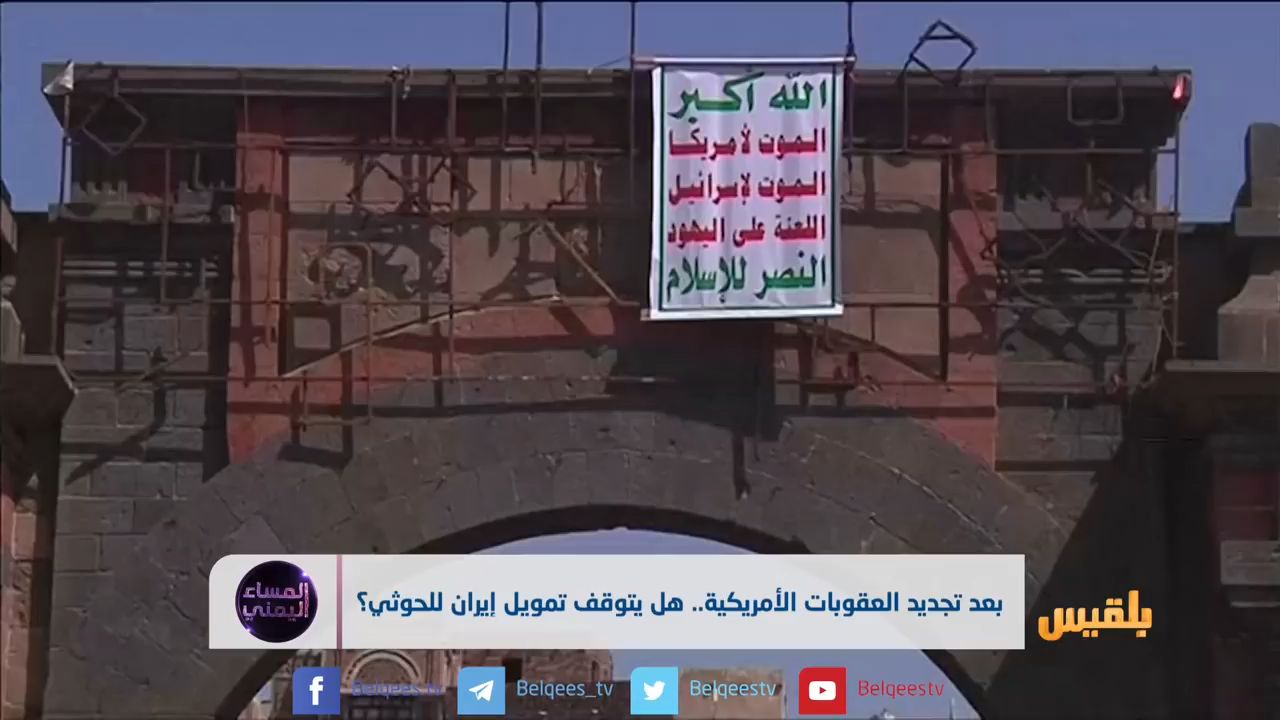 الله أكبر
الموت لأمريكا
الموت لإسرائيل
اللعنة على اليهود
النصر للإسلام
المساء
اليمني
بعد تجديد العقوبات الأمريكية.. هل يتوقف تمويل إيران للحوثي؟
بلقيس
Belqees_tv
Belqees_tv
Belqeestv
Belqeestv